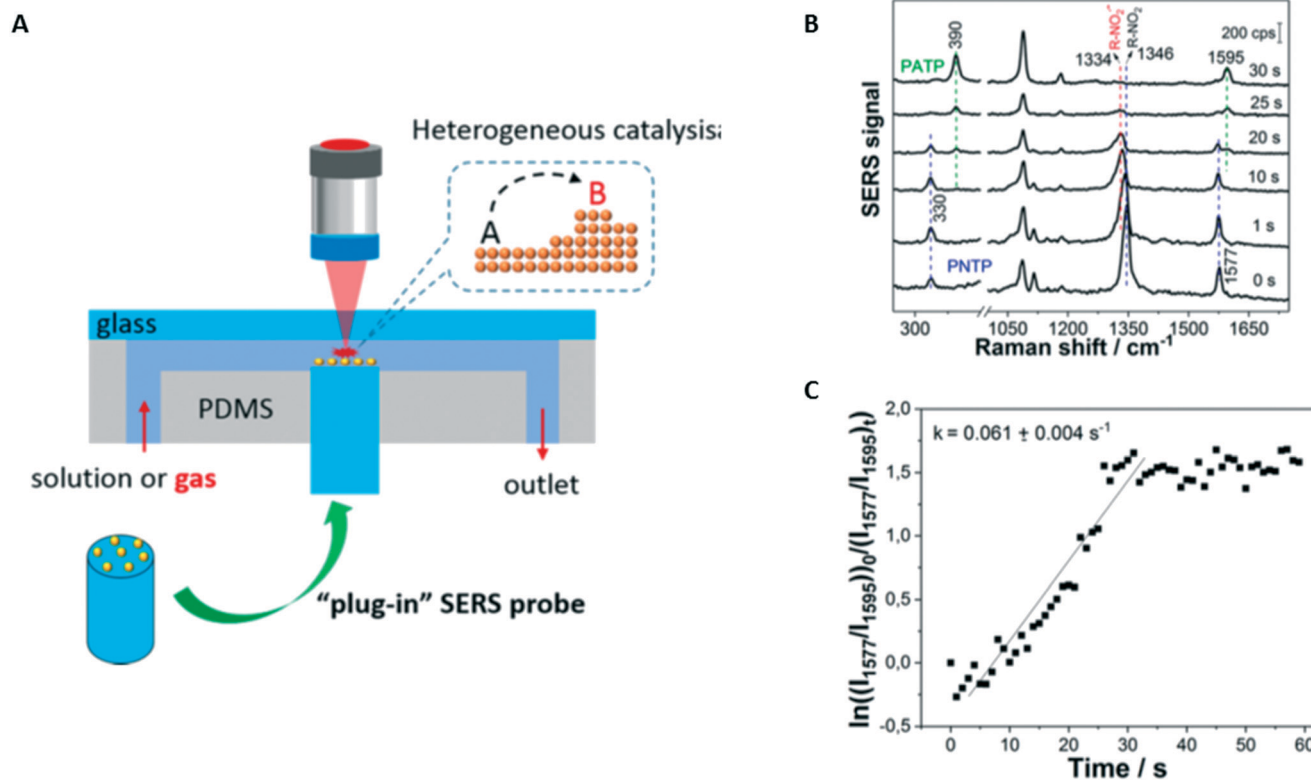 A
Heterogeneous catalysis
A
B
glass
PDMS
solution or gas
outlet
"plug-in" SERS probe
B
SERS signal
PATP
390
1334
R-NO₂⁻
R-NO₂
1346
200 cps
1595
30 s
25 s
20 s
10 s
330
1 s
PNTP
1577
0 s
300 1050 1200 1350 1500 1650
Raman shift / cm⁻¹
C
ln((I₁₅₇₇/I₁₅₉₅))₀/(I₁₅₇₇/I₁₅₉₅)ₜ)
2,0
k = 0.061 ± 0.004 s⁻¹
1,5
1,0
0,5
0,0
-0,5
0 10 20 30 40 50 60
Time / s